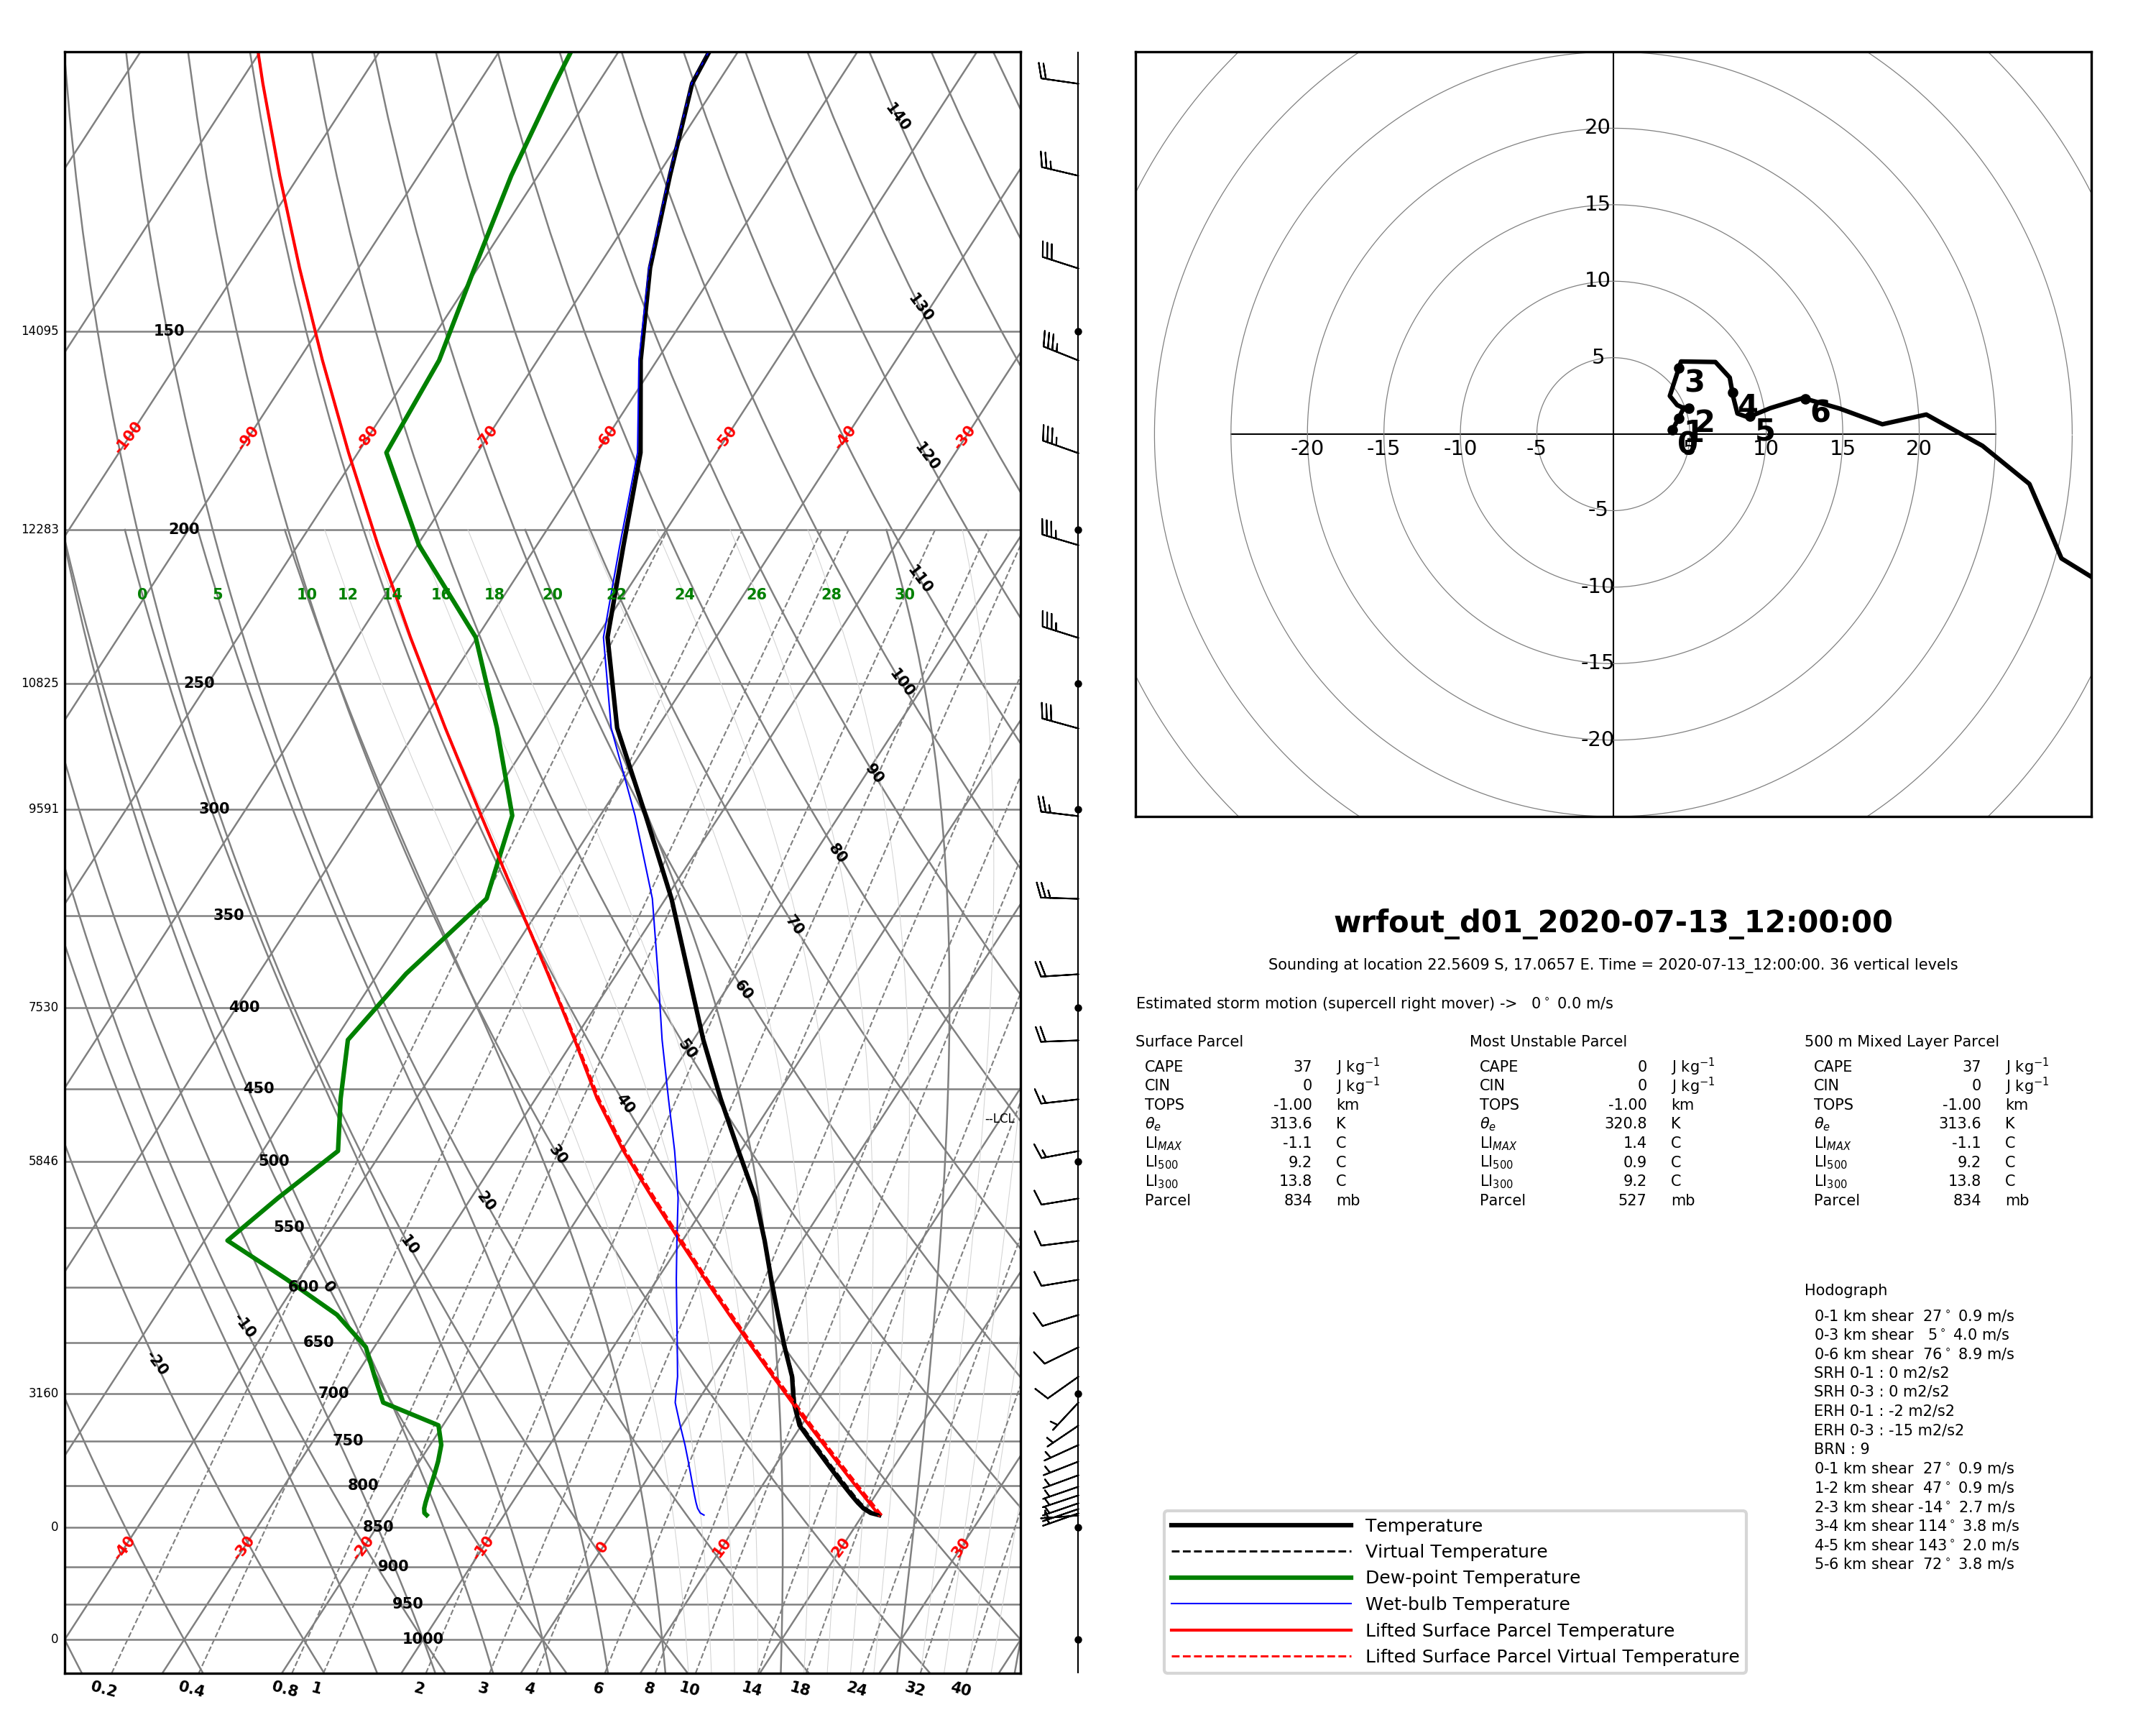 140
130
14095 150
-100 -90 -80 -70 -60 -50 -40 -30
120
12283 200
110
0 5 10 12 14 16 18 20 22 24 26 28 30
10825 250
100
90
9591 300
80
350
70
7530 400
60
50
450
40
--LCL
5846 500
30
20
550
10
600 0
650
-10
-20
3160 700
750
800
0 850
-40 -30 -20 -10 0 10 20 30
900
950
0 1000
0.2 0.4 0.8 1 2 3 4 6 8 10 14 18 24 32 40
20
15
10
5
-20 -15 -10 -5 5 10 15 20
-5
-10
-15
-20
0 1 2 3 4 5 6
wrfout_d01_2020-07-13_12:00:00
Sounding at location 22.5609 S, 17.0657 E. Time = 2020-07-13_12:00:00. 36 vertical levels
Estimated storm motion (supercell right mover) -> 0° 0.0 m/s
Surface Parcel
CAPE 37 J kg⁻¹
CIN 0 J kg⁻¹
TOPS -1.00 km
θₑ 313.6 K
LI_MAX -1.1 C
LI₅₀₀ 9.2 C
LI₃₀₀ 13.8 C
Parcel 834 mb
Most Unstable Parcel
CAPE 0 J kg⁻¹
CIN 0 J kg⁻¹
TOPS -1.00 km
θₑ 320.8 K
LI_MAX 1.4 C
LI₅₀₀ 0.9 C
LI₃₀₀ 9.2 C
Parcel 527 mb
500 m Mixed Layer Parcel
CAPE 37 J kg⁻¹
CIN 0 J kg⁻¹
TOPS -1.00 km
θₑ 313.6 K
LI_MAX -1.1 C
LI₅₀₀ 9.2 C
LI₃₀₀ 13.8 C
Parcel 834 mb
Hodograph
0-1 km shear 27° 0.9 m/s
0-3 km shear 5° 4.0 m/s
0-6 km shear 76° 8.9 m/s
SRH 0-1 : 0 m2/s2
SRH 0-3 : 0 m2/s2
ERH 0-1 : -2 m2/s2
ERH 0-3 : -15 m2/s2
BRN : 9
0-1 km shear 27° 0.9 m/s
1-2 km shear 47° 0.9 m/s
2-3 km shear -14° 2.7 m/s
3-4 km shear 114° 3.8 m/s
4-5 km shear 143° 2.0 m/s
5-6 km shear 72° 3.8 m/s
Temperature
Virtual Temperature
Dew-point Temperature
Wet-bulb Temperature
Lifted Surface Parcel Temperature
Lifted Surface Parcel Virtual Temperature